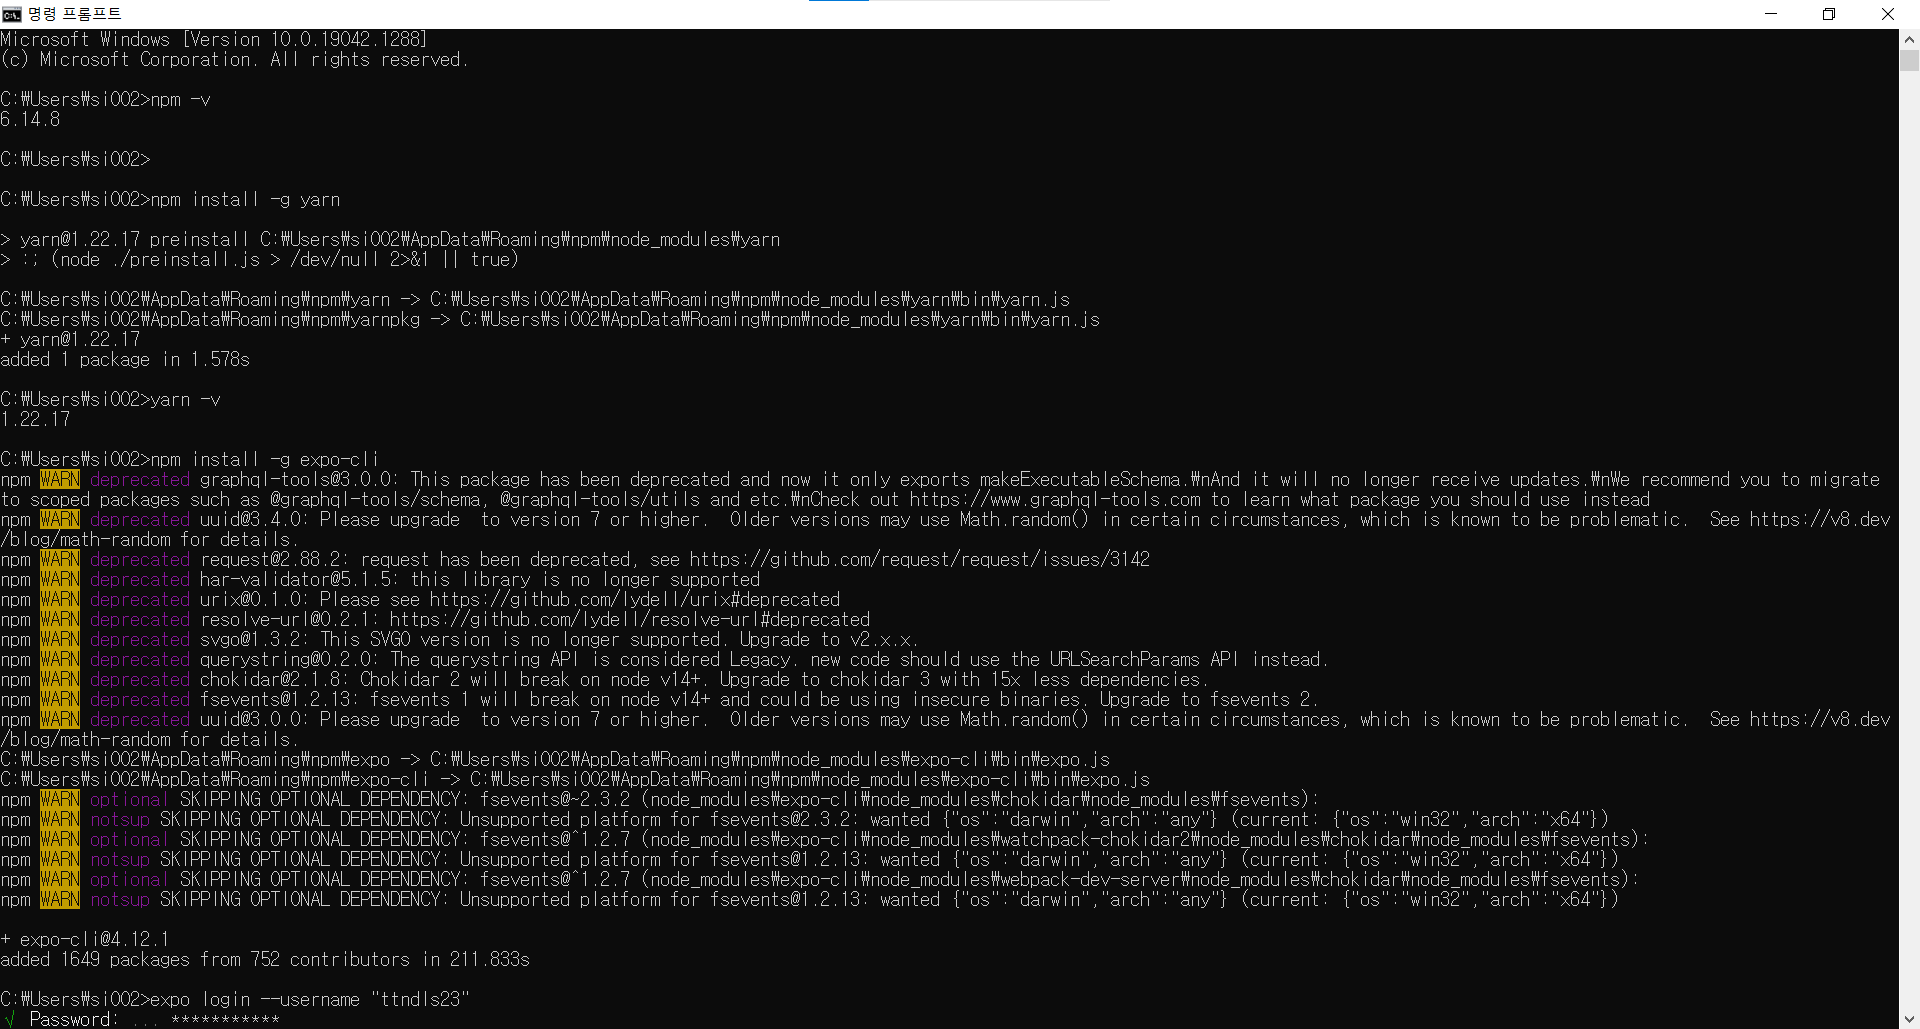 명령 프롬프트
Microsoft Windows [Version 10.0.19042.1288]
(c) Microsoft Corporation. All rights reserved.
C:₩Users₩si002>npm -v
6.14.8
C:₩Users₩si002>
C:₩Users₩si002>npm install -g yarn
> yarn@1.22.17 preinstall C:₩Users₩si002₩AppData₩Roaming₩npm₩node_modules₩yarn
> :; (node ./preinstall.js > /dev/null 2>&1 || true)
C:₩Users₩si002₩AppData₩Roaming₩npm₩yarn -> C:₩Users₩si002₩AppData₩Roaming₩npm₩node_modules₩yarn₩bin₩yarn.js
C:₩Users₩si002₩AppData₩Roaming₩npm₩yarnpkg -> C:₩Users₩si002₩AppData₩Roaming₩npm₩node_modules₩yarn₩bin₩yarn.js
+ yarn@1.22.17
added 1 package in 1.578s
C:₩Users₩si002>yarn -v
1.22.17
C:₩Users₩si002>npm install -g expo-cli
npm WARN deprecated graphql-tools@3.0.0: This package has been deprecated and now it only exports makeExecutableSchema.₩nAnd it will no longer receive updates.₩nWe recommend you to migrate
to scoped packages such as @graphql-tools/schema, @graphql-tools/utils and etc.₩nCheck out https://www.graphql-tools.com to learn what package you should use instead
npm WARN deprecated uuid@3.4.0: Please upgrade  to version 7 or higher.  Older versions may use Math.random() in certain circumstances, which is known to be problematic.  See https://v8.dev
/blog/math-random for details.
npm WARN deprecated request@2.88.2: request has been deprecated, see https://github.com/request/request/issues/3142
npm WARN deprecated har-validator@5.1.5: this library is no longer supported
npm WARN deprecated urix@0.1.0: Please see https://github.com/lydell/urix#deprecated
npm WARN deprecated resolve-url@0.2.1: https://github.com/lydell/resolve-url#deprecated
npm WARN deprecated svgo@1.3.2: This SVGO version is no longer supported. Upgrade to v2.x.x.
npm WARN deprecated querystring@0.2.0: The querystring API is considered Legacy. new code should use the URLSearchParams API instead.
npm WARN deprecated chokidar@2.1.8: Chokidar 2 will break on node v14+. Upgrade to chokidar 3 with 15x less dependencies.
npm WARN deprecated fsevents@1.2.13: fsevents 1 will break on node v14+ and could be using insecure binaries. Upgrade to fsevents 2.
npm WARN deprecated uuid@3.0.0: Please upgrade  to version 7 or higher.  Older versions may use Math.random() in certain circumstances, which is known to be problematic.  See https://v8.dev
/blog/math-random for details.
C:₩Users₩si002₩AppData₩Roaming₩npm₩expo -> C:₩Users₩si002₩AppData₩Roaming₩npm₩node_modules₩expo-cli₩bin₩expo.js
C:₩Users₩si002₩AppData₩Roaming₩npm₩expo-cli -> C:₩Users₩si002₩AppData₩Roaming₩npm₩node_modules₩expo-cli₩bin₩expo.js
npm WARN optional SKIPPING OPTIONAL DEPENDENCY: fsevents@~2.3.2 (node_modules₩expo-cli₩node_modules₩chokidar₩node_modules₩fsevents):
npm WARN notsup SKIPPING OPTIONAL DEPENDENCY: Unsupported platform for fsevents@2.3.2: wanted {"os":"darwin","arch":"any"} (current: {"os":"win32","arch":"x64"})
npm WARN optional SKIPPING OPTIONAL DEPENDENCY: fsevents@^1.2.7 (node_modules₩expo-cli₩node_modules₩watchpack-chokidar2₩node_modules₩chokidar₩node_modules₩fsevents):
npm WARN notsup SKIPPING OPTIONAL DEPENDENCY: Unsupported platform for fsevents@1.2.13: wanted {"os":"darwin","arch":"any"} (current: {"os":"win32","arch":"x64"})
npm WARN optional SKIPPING OPTIONAL DEPENDENCY: fsevents@^1.2.7 (node_modules₩expo-cli₩node_modules₩webpack-dev-server₩node_modules₩chokidar₩node_modules₩fsevents):
npm WARN notsup SKIPPING OPTIONAL DEPENDENCY: Unsupported platform for fsevents@1.2.13: wanted {"os":"darwin","arch":"any"} (current: {"os":"win32","arch":"x64"})
+ expo-cli@4.12.1
added 1649 packages from 752 contributors in 211.833s
C:₩Users₩si002>expo login --username "ttndls23"
√ Password: ... ***********